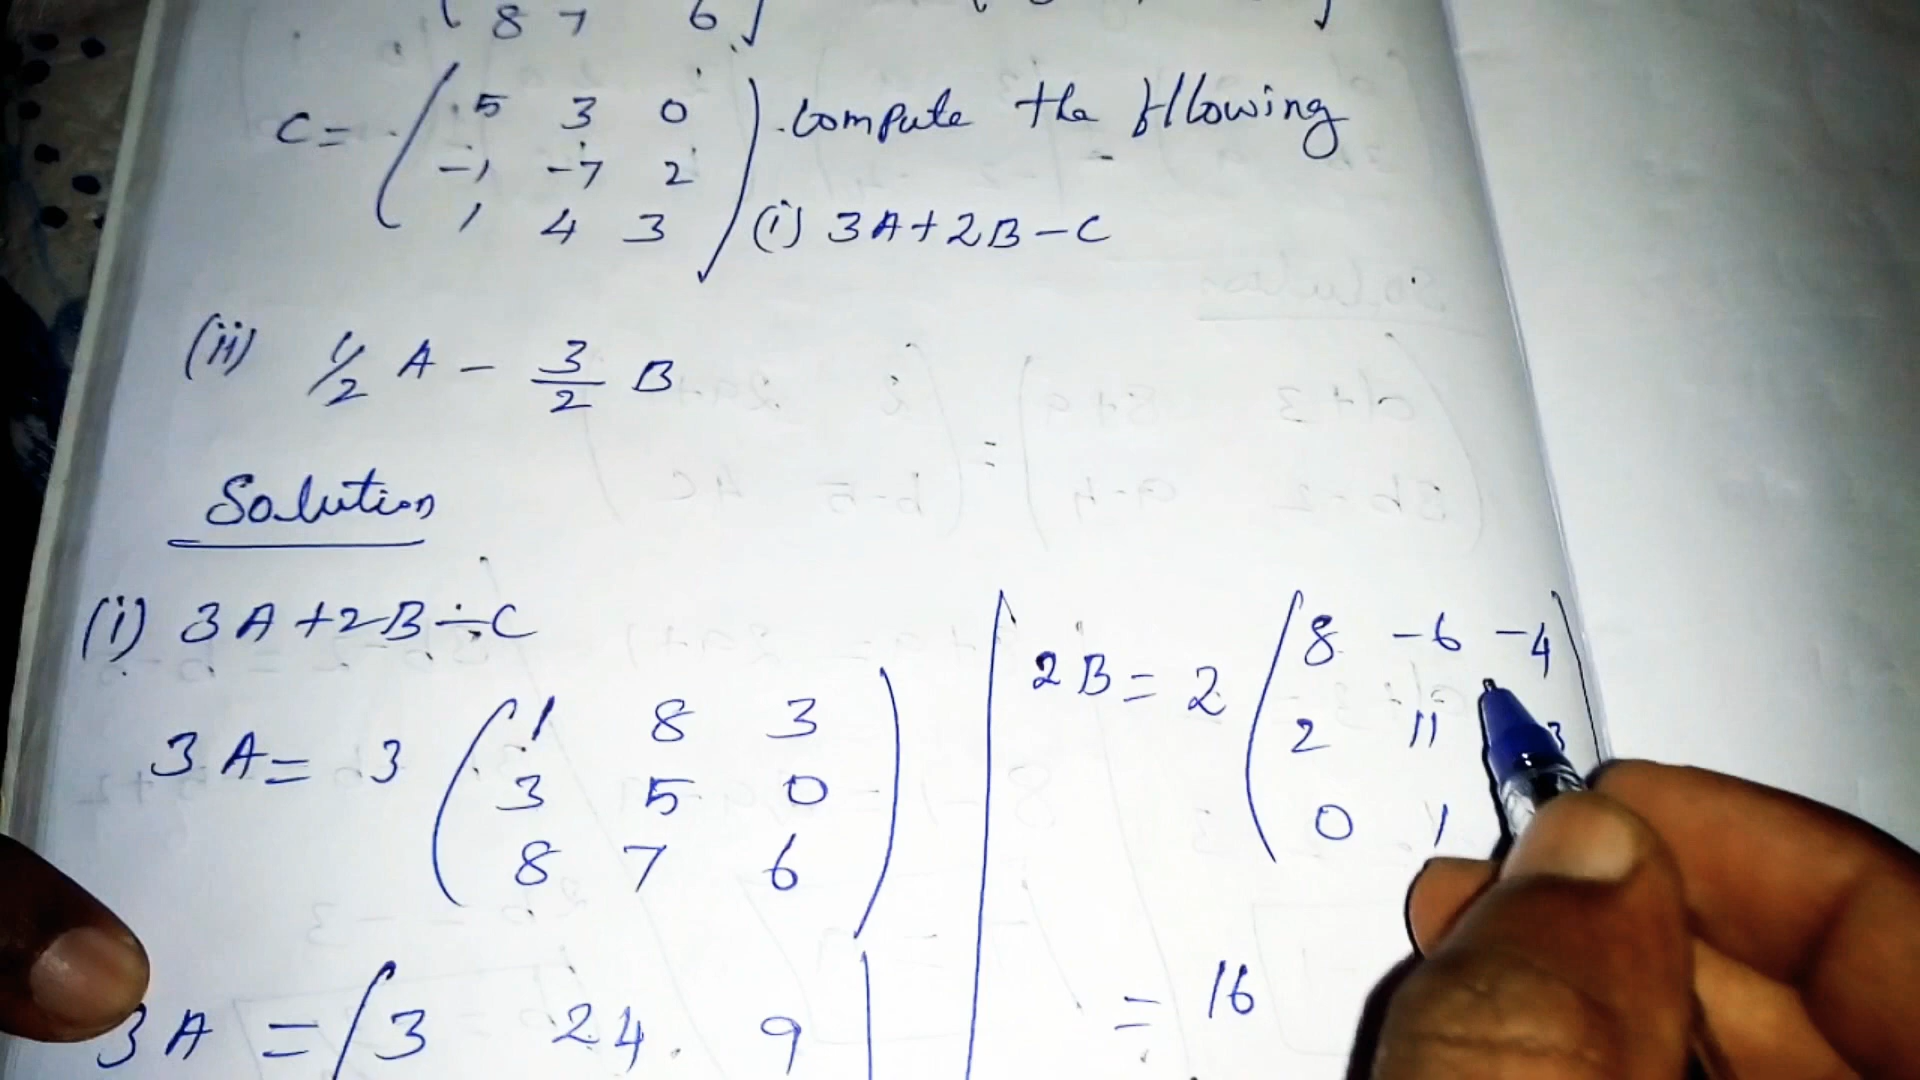 8 7 6
C = ( 5 3 0 ) . Compute the following
-1 -7 2
1 4 3 (i) 3A+2B-C
(ii) 1/2 A - 3/2 B
Solution
(i) 3A+2B-C
3A = 3 ( 1 8 3
3 5 0
8 7 6 )
3A = ( 3 24 9
2B = 2 ( 8 -6 -4
2 11 3
0 1
= 16